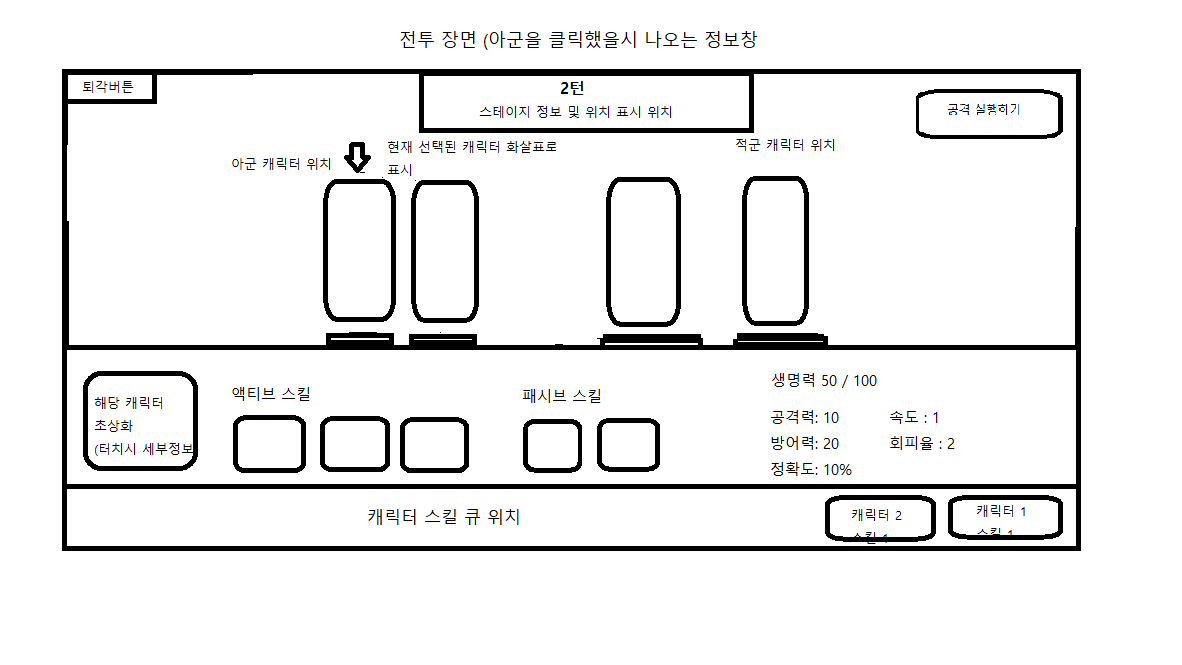 전투 장면 (아군을 클릭했을시 나오는 정보창
퇴각버튼
2턴
스테이지 정보 및 위치 표시 위치
공격 실행하기
아군 캐릭터 위치
현재 선택된 캐릭터 화살표로
표시
적군 캐릭터 위치
해당 캐릭터
초상화
(터치시 세부정보
액티브 스킬
패시브 스킬
생명력 50 / 100
공격력: 10
속도 : 1
방어력: 20
회피율 : 2
정확도: 10%
캐릭터 스킬 큐 위치
캐릭터 2
스킬 1
캐릭터 1
스킬 1